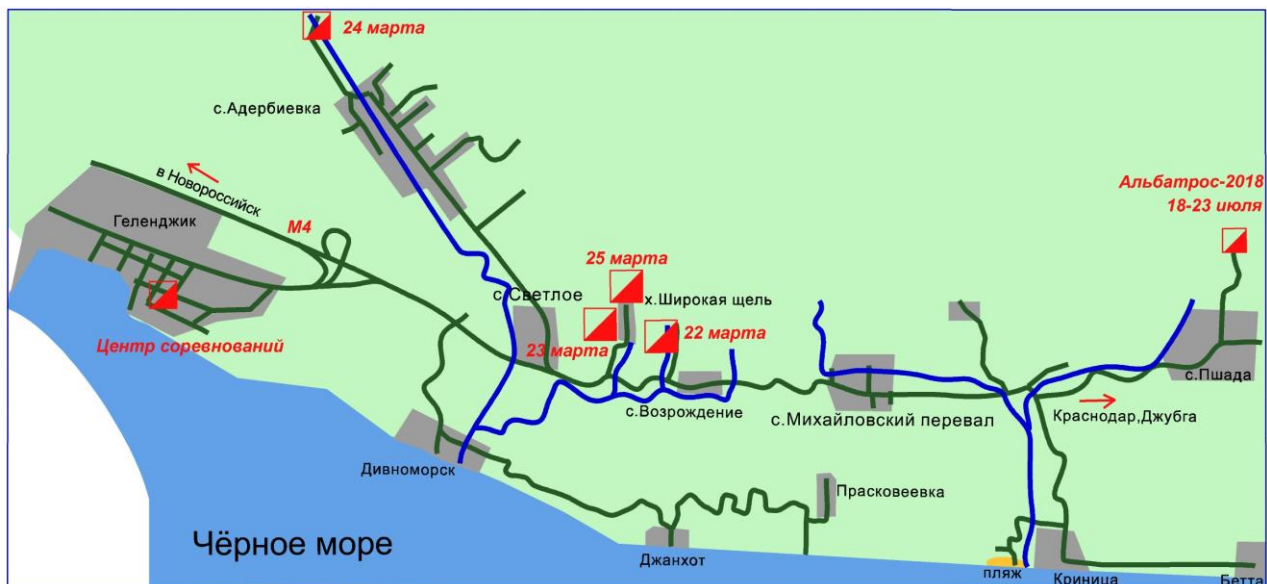 24 марта
с.Адербиевка
Альбатрос-2018
18-23 июля
в Новороссийск
Геленджик
М4
25 марта
с.Светлое
х.Широкая щель
22 марта
23 марта
Центр соревнований
с.Пшада
с.Возрождение
с.Михайловский перевал
Краснодар,Джубга
Дивноморск
Прасковеевка
Чёрное море
Джанхот
пляж
Криница
Бетта